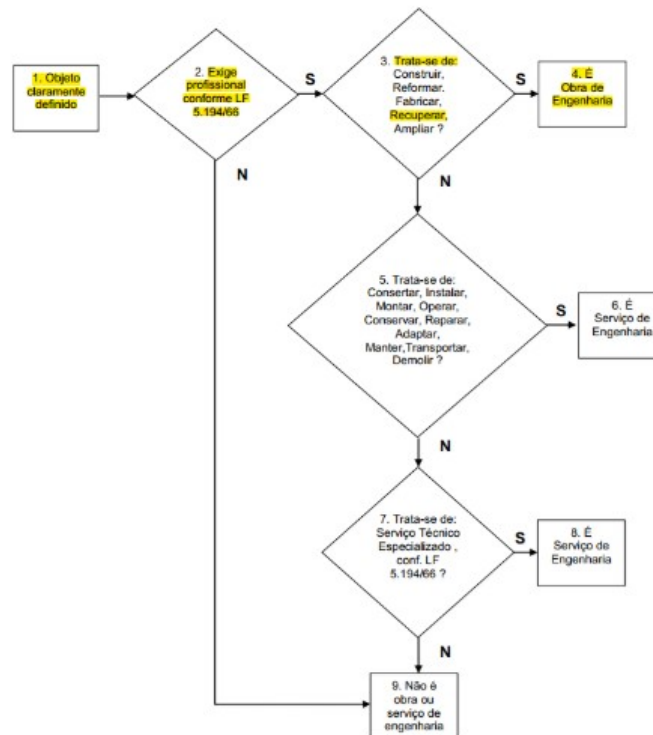 1. Objeto
claramente
definido
2. Exige
profissional
conforme LF
5.194/66
S
3. Trata-se de:
Construir,
Reformar.
Fabricar,
Recuperar,
Ampliar ?
S
4. É
Obra de
Engenharia
N
N
5. Trata-se de:
Consertar, Instalar,
Montar, Operar,
Conservar, Reparar,
Adaptar,
Manter,Transportar,
Demolir ?
S
6. É
Serviço de
Engenharia
N
7. Trata-se de:
Serviço Técnico
Especializado ,
conf. LF
5.194/66 ?
S
8. É
Serviço de
Engenharia
N
9. Não é
obra ou
serviço de
engenharia